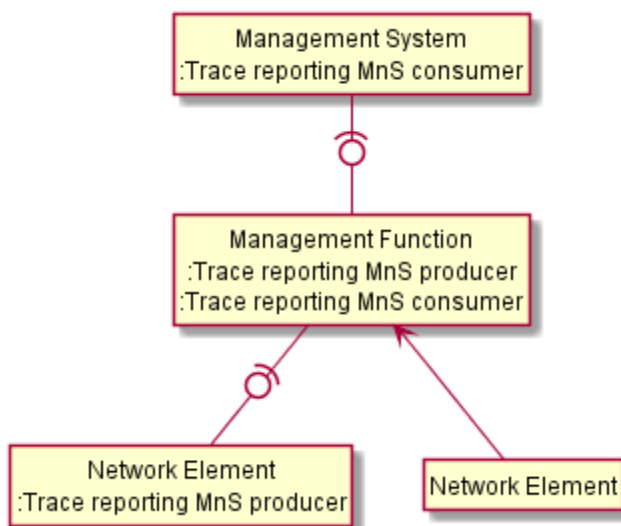 Management System
:Trace reporting MnS consumer
Management Function
:Trace reporting MnS producer
:Trace reporting MnS consumer
Network Element
:Trace reporting MnS producer
Network Element